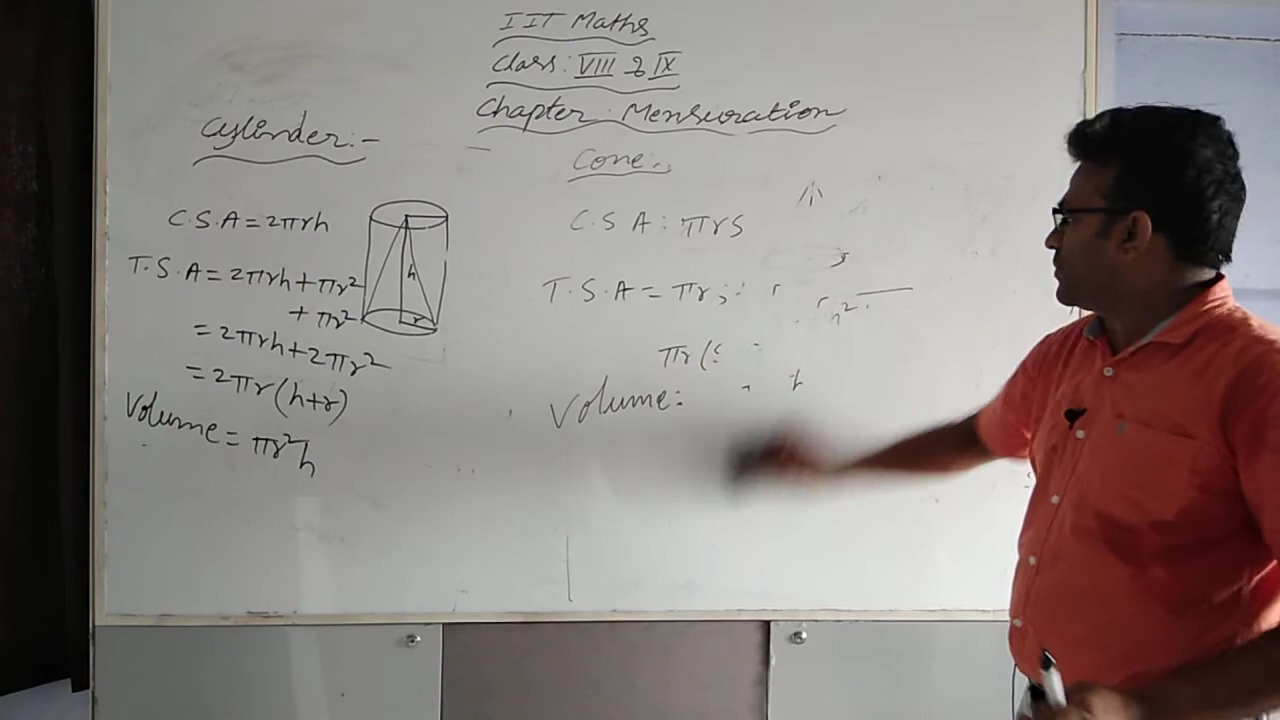 IIT Maths
Class: VIII & IX
Chapter: Mensuration
Cylinder:-
C.S.A = 2πrh
T.S.A = 2πrh + πr²
+ πr²
= 2πrh + 2πr²
= 2πr(h+r)
Volume = πr²h
h
r
Cone.
C.S A: πrs
T.S.A = πr
πr(
Volume: